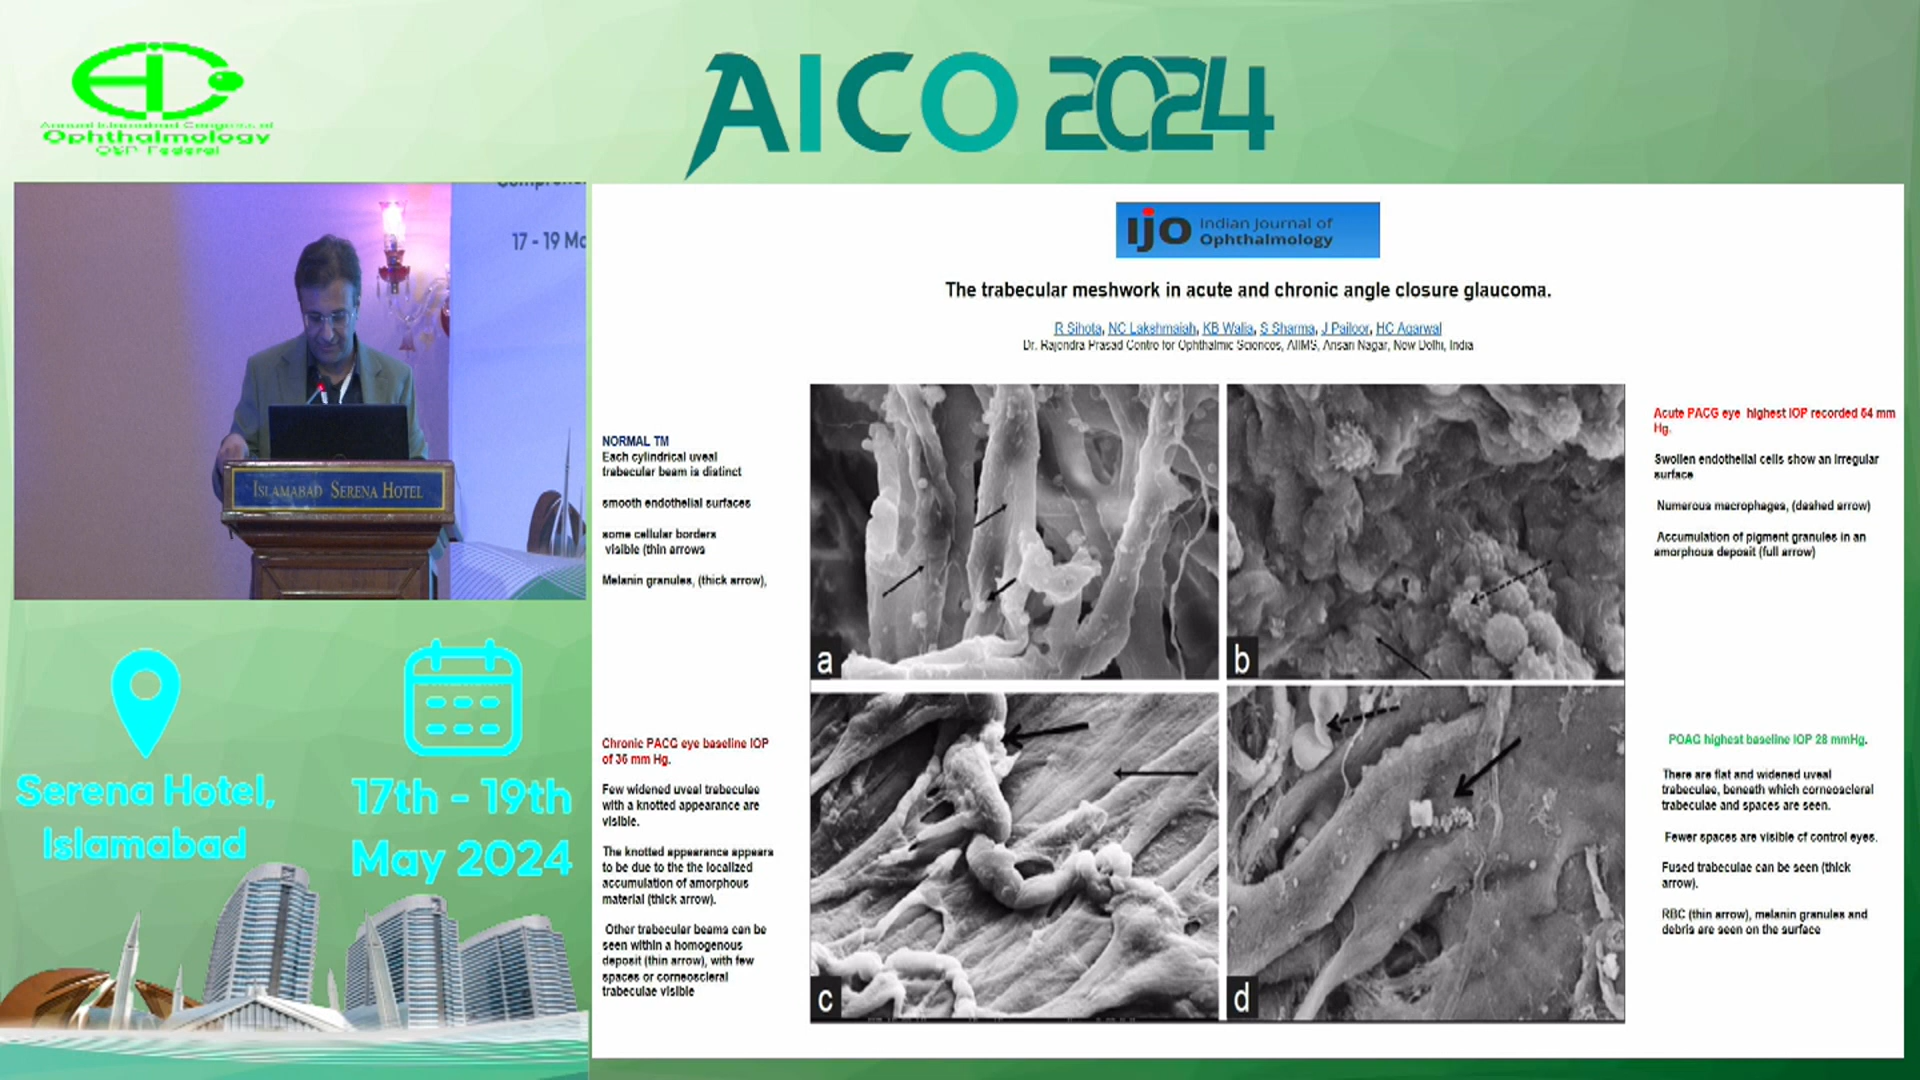 Annual Islamabad Congress of
Ophthalmology
OSP Federal
AICO 2024
17 - 19 Ma
ISLAMABAD SERENA HOTEL
Serena Hotel,
Islamabad
17th - 19th
May 2024
ijo Indian Journal of
Ophthalmology
The trabecular meshwork in acute and chronic angle closure glaucoma.
R Sihota, NC Lakshmaiah, KB Walia, S Sharma, J Pailoor, HC Agarwal
Dr. Rajendra Prasad Centre for Ophthalmic Sciences, AIIMS, Ansari Nagar, New Delhi, India
NORMAL TM
Each cylindrical uveal
trabecular beam is distinct
smooth endothelial surfaces
some cellular borders
visible (thin arrows
Melanin granules, (thick arrow),
a
b
Acute PACG eye highest IOP recorded 64 mm
Hg.
Swollen endothelial cells show an irregular
surface
Numerous macrophages, (dashed arrow)
Accumulation of pigment granules in an
amorphous deposit (full arrow)
Chronic PACG eye baseline IOP
of 36 mm Hg.
Few widened uveal trabeculae
with a knotted appearance are
visible.
The knotted appearance appears
to be due to the the localized
accumulation of amorphous
material (thick arrow).
Other trabecular beams can be
seen within a homogenous
deposit (thin arrow), with few
spaces or corneoscleral
trabeculae visible
c
d
POAG highest baseline IOP 28 mmHg.
There are flat and widened uveal
trabeculae, beneath which corneoscleral
trabeculae and spaces are seen.
Fewer spaces are visible cf control eyes.
Fused trabeculae can be seen (thick
arrow).
RBC (thin arrow), melanin granules and
debris are seen on the surface